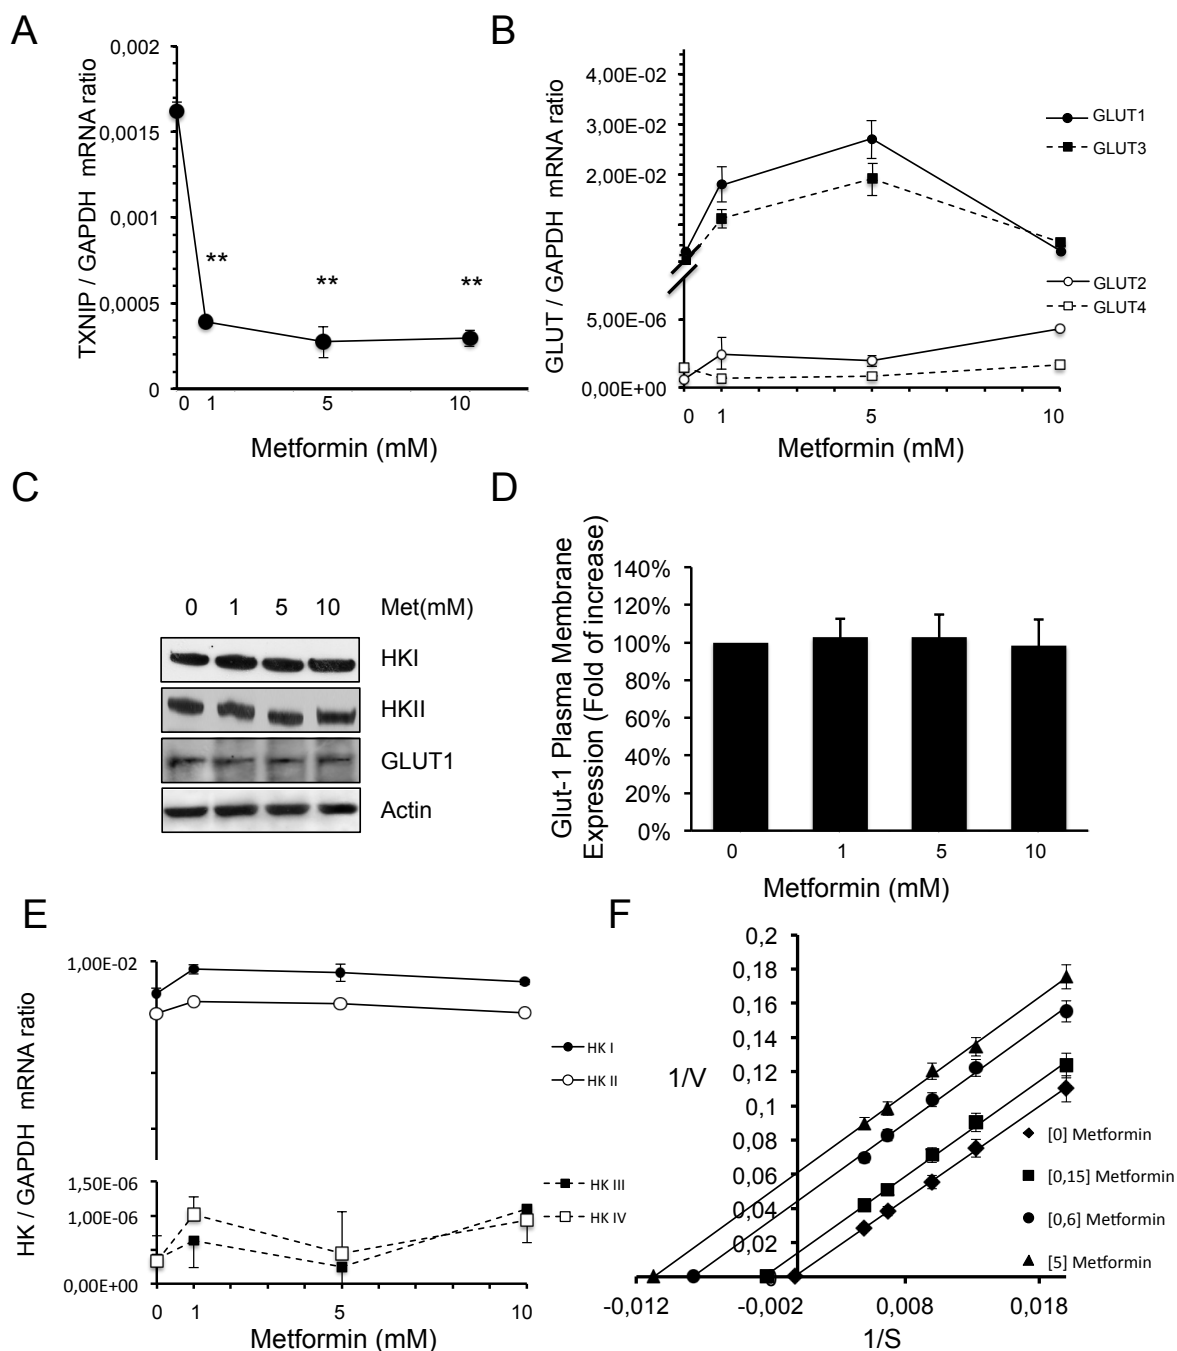 A
0,002
0,0015
0,001
0,0005
0
TXNIP / GAPDH mRNA ratio
**
**
**
0 1 5 10
Metformin (mM)
B
4,00E-02
3,00E-02
2,00E-02
5,00E-06
0,00E+00
GLUT / GAPDH mRNA ratio
GLUT1
GLUT3
GLUT2
GLUT4
0 1 5 10
Metformin (mM)
C
0 1 5 10 Met(mM)
HKI
HKII
GLUT1
Actin
D
Glut-1 Plasma Membrane
Expression (Fold of increase)
140%
120%
100%
80%
60%
40%
20%
0%
0 1 5 10
Metformin (mM)
E
1,00E-02
1,50E-06
1,00E-06
0,00E+00
HK / GAPDH mRNA ratio
HK I
HK II
HK III
HK IV
0 1 5 10
Metformin (mM)
F
0,2
0,18
0,16
0,14
0,12
0,1
0,08
0,06
0,04
0,02
1/V
[0] Metformin
[0,15] Metformin
[0,6] Metformin
[5] Metformin
-0,012 -0,002 0,008 0,018
1/S